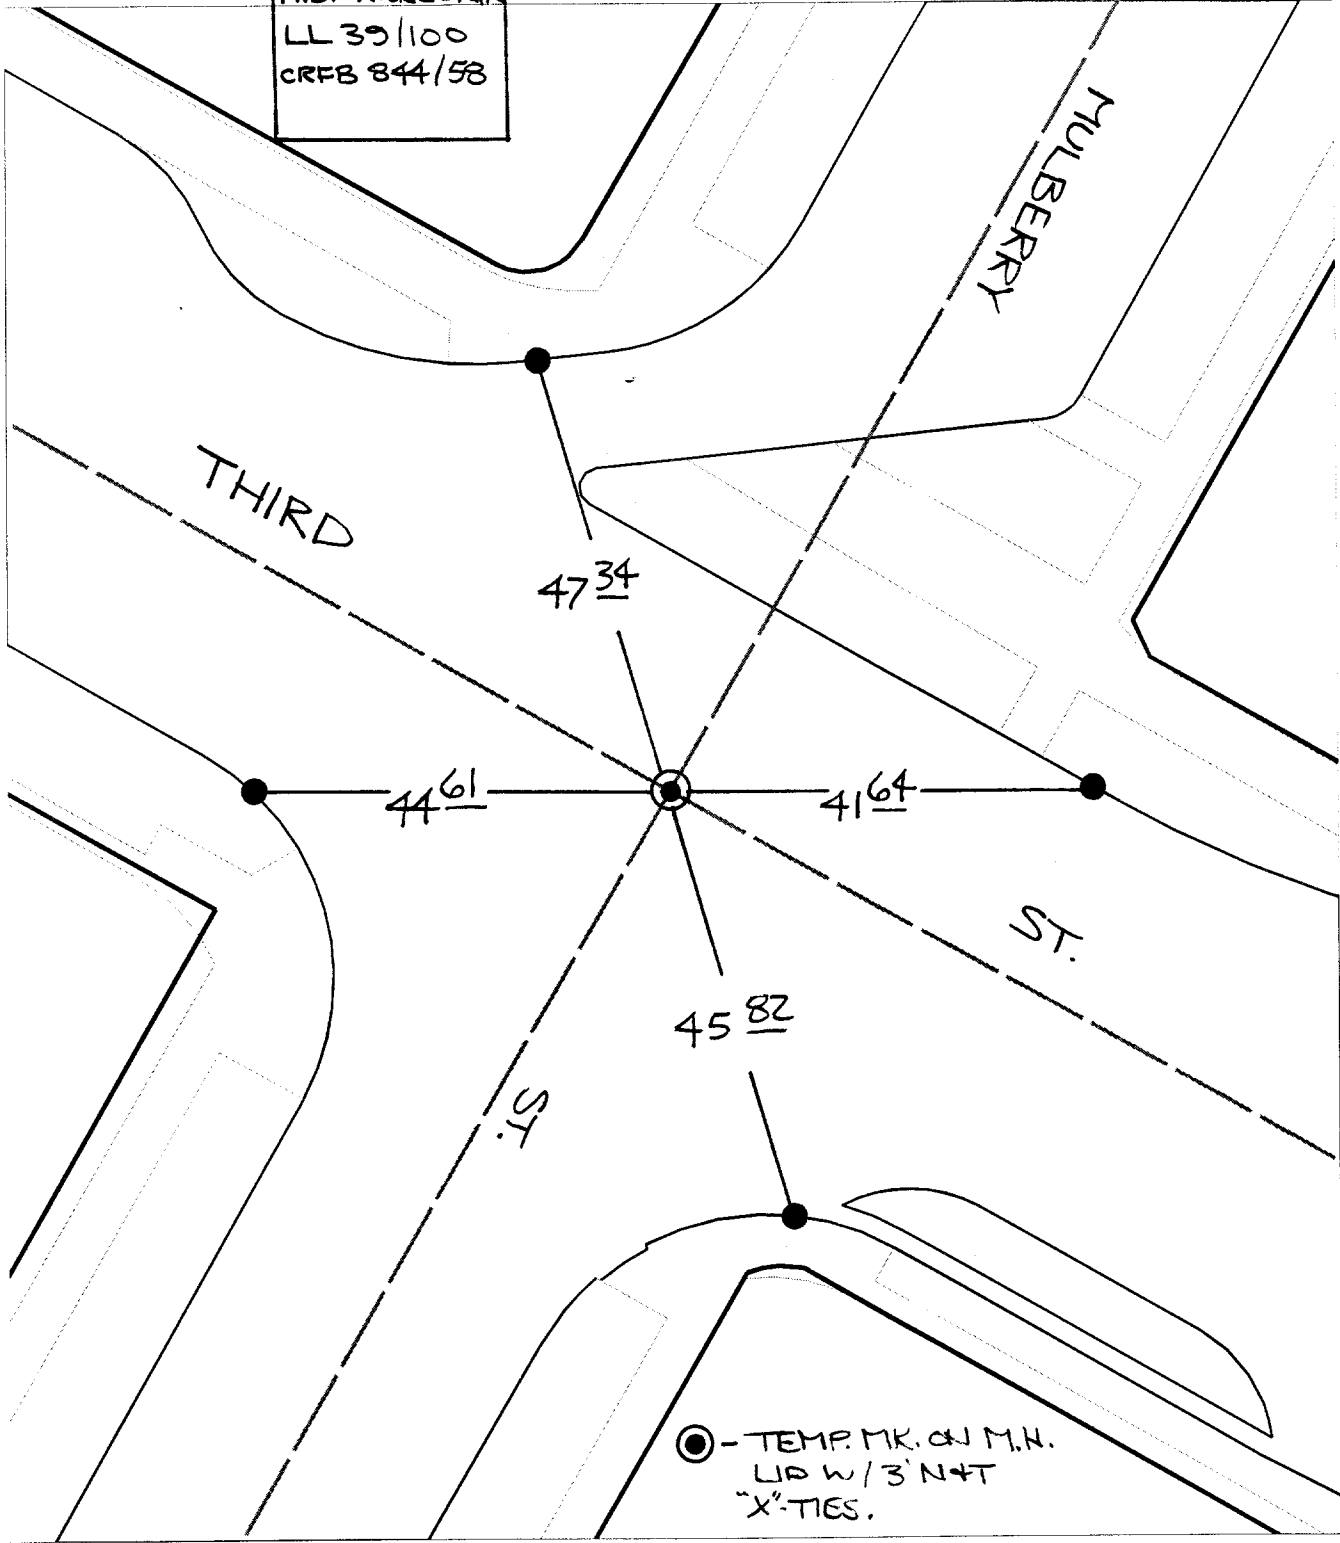 LL 39/100
CRFB 844/58
MULBERRY
THIRD
47 34
44 61
41 64
ST.
45 82
ST.
- TEMP. MK. ON M.H.
LID W/3' N&T
"X"-TIES.